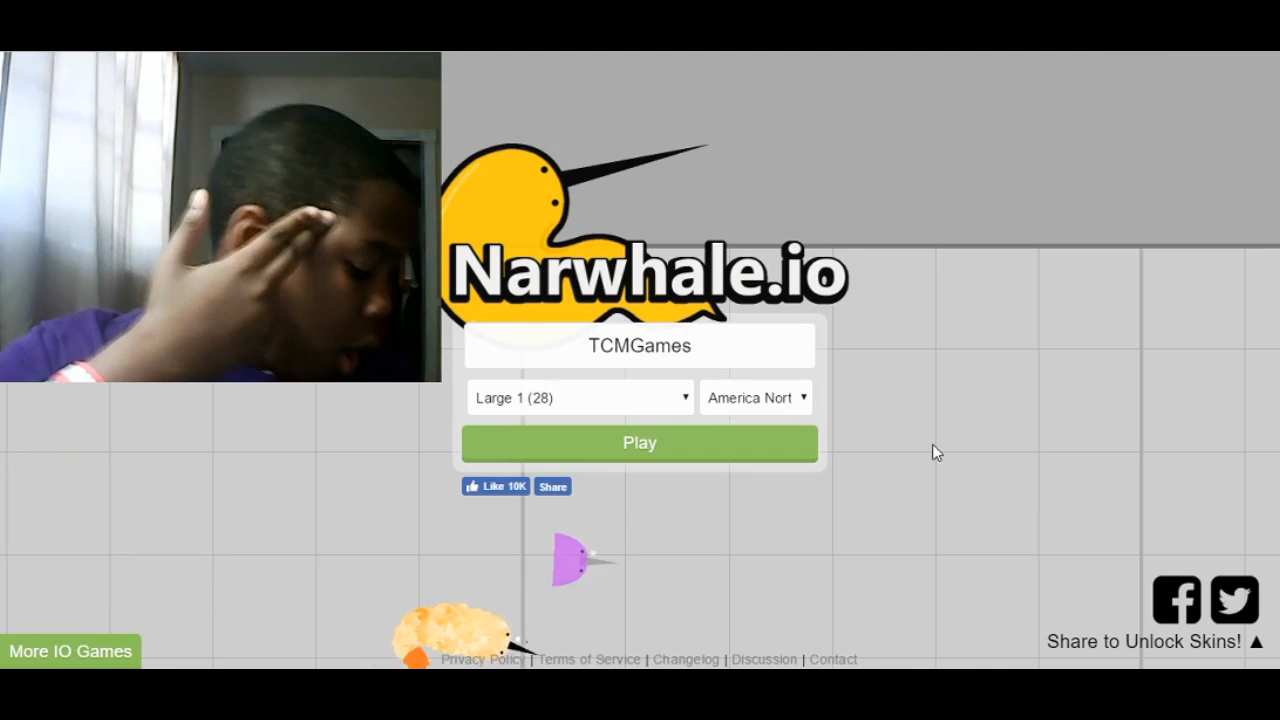 Narwhale.io
TCMGames
Large 1 (28)
America Nort
Play
Like 10K
Share
Share to Unlock Skins! ▲
More IO Games
Privacy Policy | Terms of Service | Changelog | Discussion | Contact